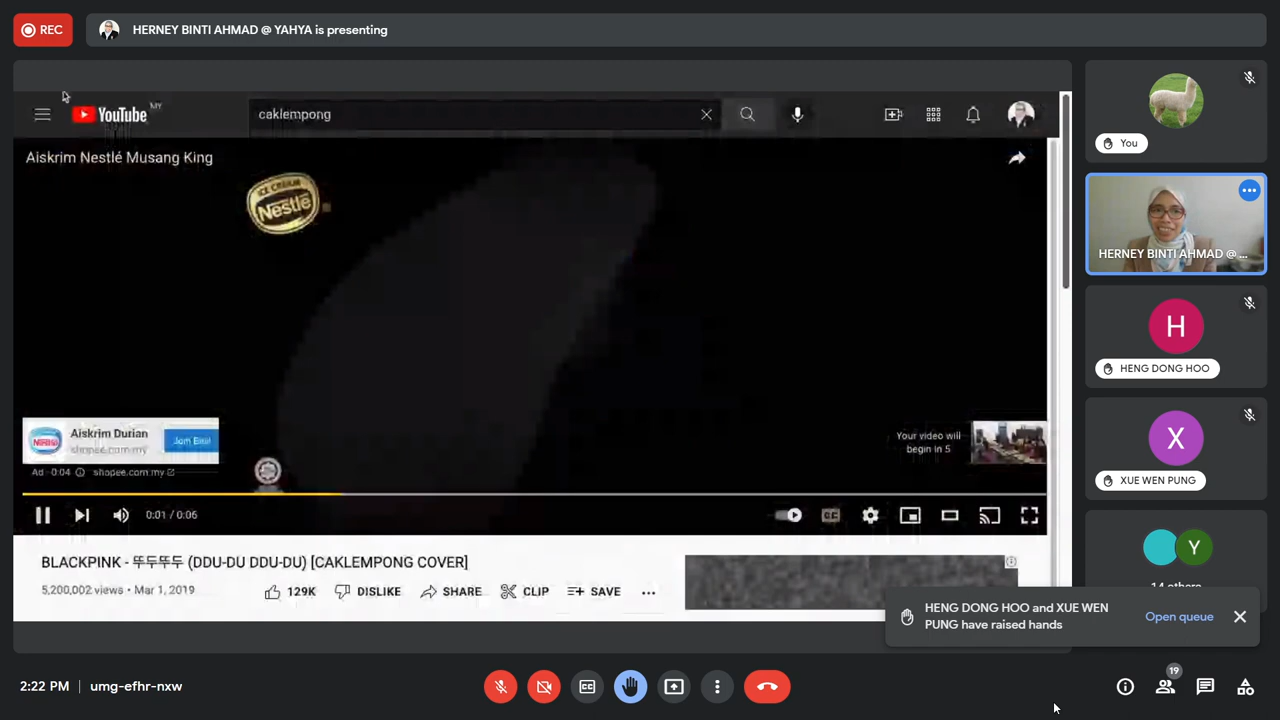 REC
HERNEY BINTI AHMAD @ YAHYA is presenting
YouTube MY
caklempong
Aiskrim Nestlé Musang King
ICE CREAM
Nestlé
Aiskrim Durian
shopee.com.my
Ad · 0:04 shopee.com.my
Your video will
begin in 5
0:01 / 0:06
CC
BLACKPINK - 뚜두뚜두 (DDU-DU DDU-DU) [CAKLEMPONG COVER]
5,200,002 views • Mar 1, 2019
129K DISLIKE SHARE CLIP SAVE
You
HERNEY BINTI AHMAD @ ...
H
HENG DONG HOO
X
XUE WEN PUNG
Y
14 others
HENG DONG HOO and XUE WEN
PUNG have raised hands
Open queue
2:22 PM umg-efhr-nxw
CC
19